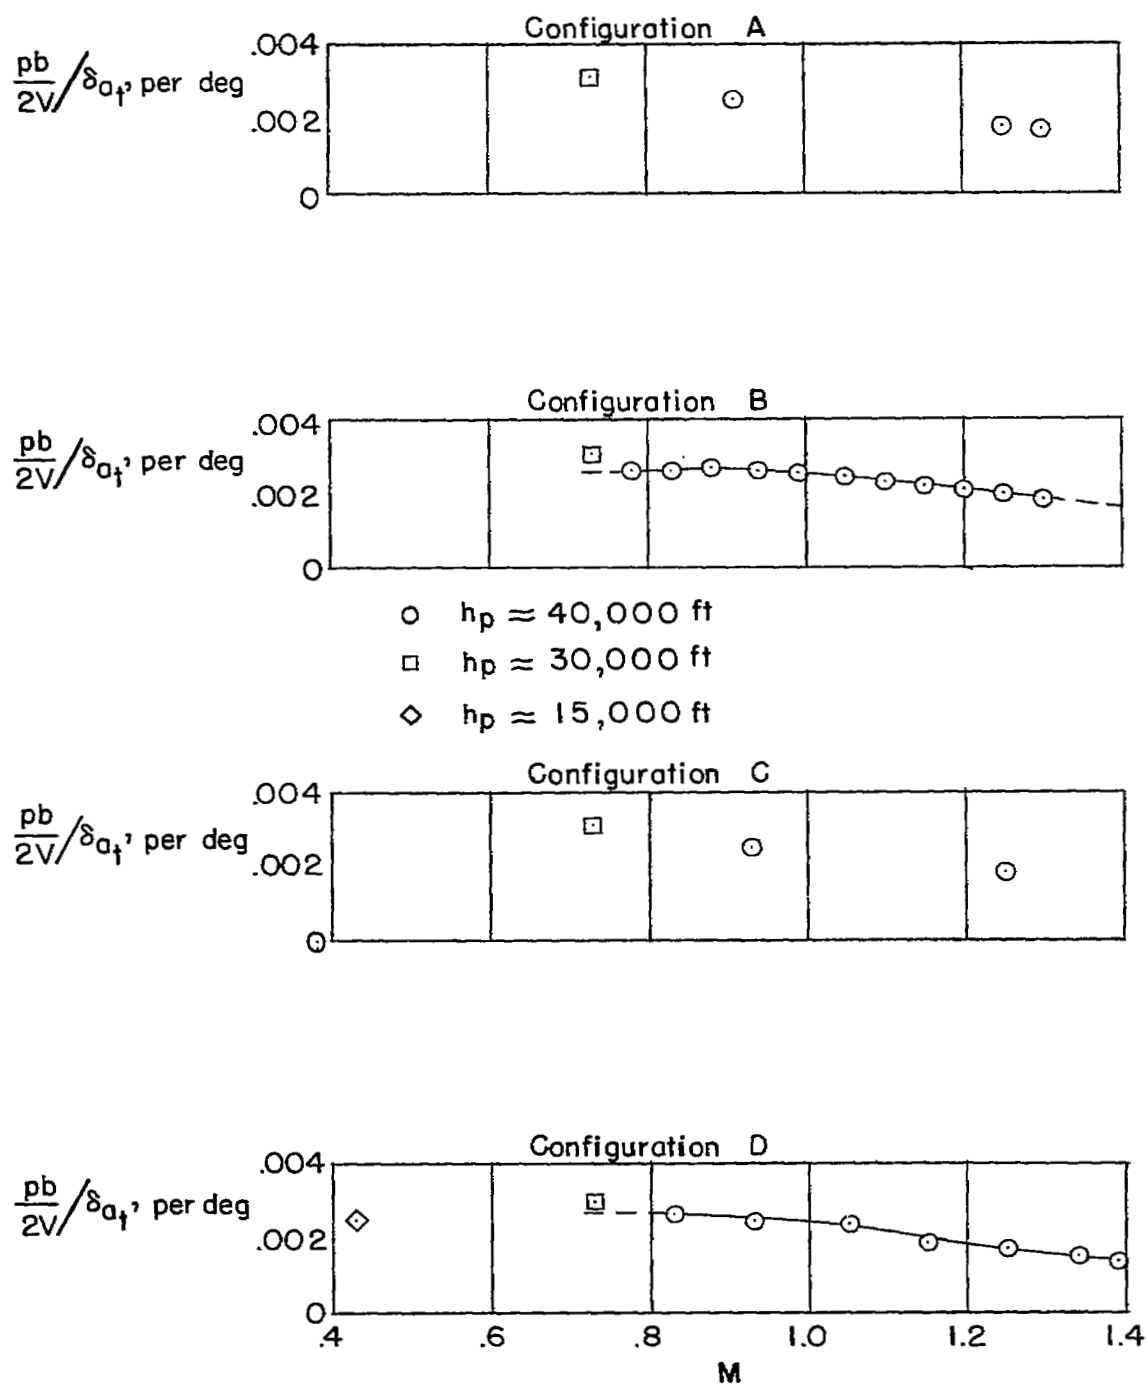 Configuration A
pb/2V/δat, per deg
.004
.002
0
Configuration B
pb/2V/δat, per deg
.004
.002
0
○ hp ≈ 40,000 ft
□ hp ≈ 30,000 ft
◇ hp ≈ 15,000 ft
Configuration C
pb/2V/δat, per deg
.004
.002
0
Configuration D
pb/2V/δat, per deg
.004
.002
0
.4 .6 .8 1.0 1.2 1.4
M